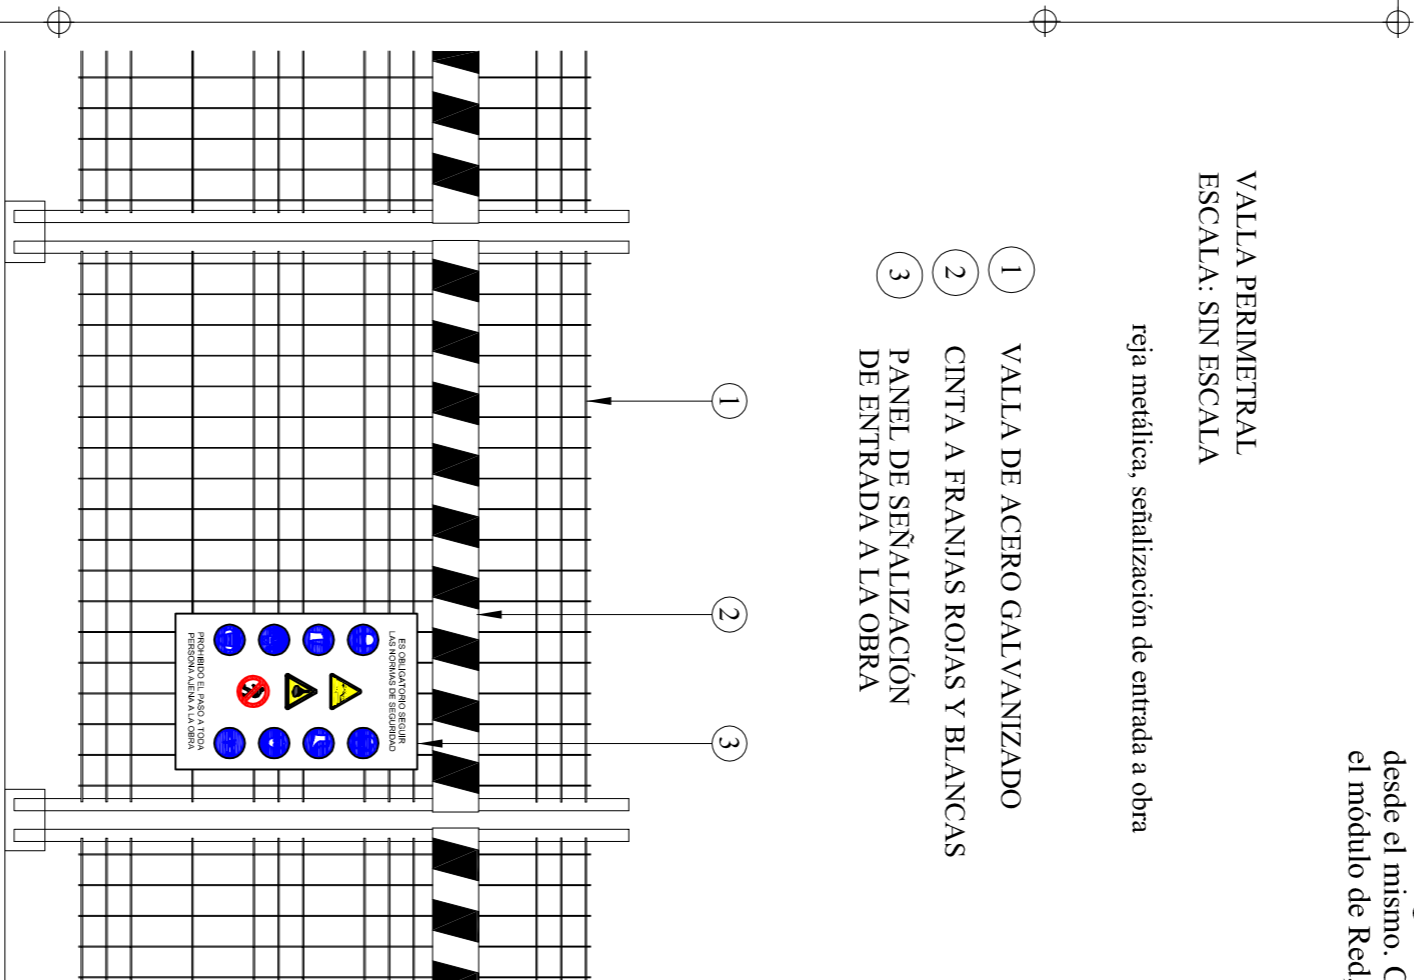 desde el mismo.
el módulo de Red
VALLA PERIMETRAL
ESCALA: SIN ESCALA
reja metálica, señalización de entrada a obra
1 VALLA DE ACERO GALVANIZADO
2 CINTA A FRANJAS ROJAS Y BLANCAS
3 PANEL DE SEÑALIZACIÓN
DE ENTRADA A LA OBRA
1
2
3
ES OBLIGATORIO SEGUIR
LAS NORMAS DE SEGURIDAD
PROHIBIDO EL PASO A TODA
PERSONA AJENA A LA OBRA